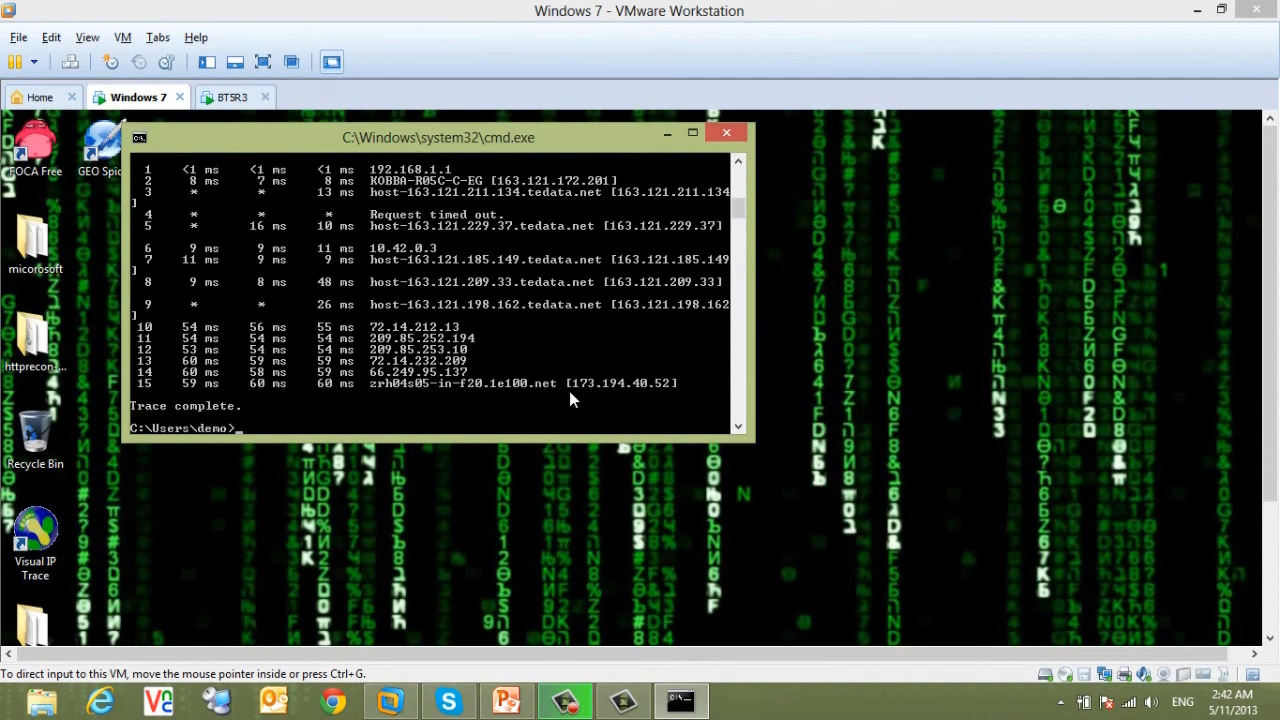 Windows 7 - VMware Workstation
File Edit View VM Tabs Help
Home Windows 7 BT5R3
FOCA Free
GEO Spid
microsoft
httprecon-...
Recycle Bin
Visual IP
Trace
C:\Windows\system32\cmd.exe
1 <1 ms <1 ms <1 ms 192.168.1.1
2 8 ms 7 ms 8 ms KOBBA-R05C-C-EG [163.121.172.201]
3 * * 13 ms host-163.121.211.134.tedata.net [163.121.211.134
]
4 * * * Request timed out.
5 * 16 ms 10 ms host-163.121.229.37.tedata.net [163.121.229.37]
6 9 ms 9 ms 11 ms 10.42.0.3
7 11 ms 9 ms 9 ms host-163.121.185.149.tedata.net [163.121.185.149
]
8 9 ms 8 ms 48 ms host-163.121.209.33.tedata.net [163.121.209.33]
9 * * 26 ms host-163.121.198.162.tedata.net [163.121.198.162
]
10 54 ms 56 ms 55 ms 72.14.212.13
11 54 ms 54 ms 54 ms 209.85.252.194
12 53 ms 54 ms 54 ms 209.85.253.10
13 60 ms 59 ms 59 ms 72.14.232.209
14 60 ms 58 ms 59 ms 66.249.95.137
15 59 ms 60 ms 60 ms zrh04s05-in-f20.1e100.net [173.194.40.52]
Trace complete.
C:\Users\demo>_
To direct input to this VM, move the mouse pointer inside or press Ctrl+G.
ENG
2:42 AM
5/11/2013